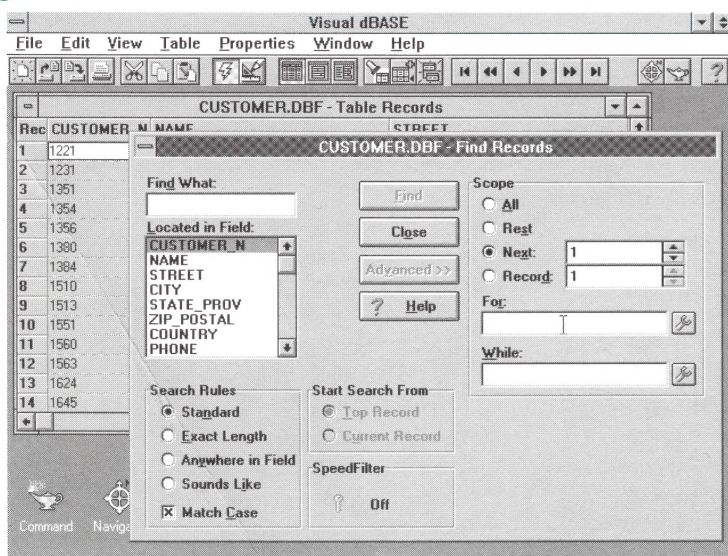 Visual dBASE
File Edit View Table Properties Window Help
?
CUSTOMER.DBF - Table Records
Rec CUSTOMER_N NAME STREET
1 1221
2 1231
3 1351
4 1354
5 1356
6 1380
7 1384
8 1510
9 1513
10 1551
11 1560
12 1563
13 1624
14 1645
CUSTOMER.DBF - Find Records
Find What:
Located in Field:
CUSTOMER_N
NAME
STREET
CITY
STATE_PROV
ZIP_POSTAL
COUNTRY
PHONE
Find
Close
Advanced >>
? Help
Scope
All
Rest
Next: 1
Record: 1
For:
While:
Search Rules
Standard
Exact Length
Anywhere in Field
Sounds Like
Match Case
Start Search From
Top Record
Current Record
SpeedFilter
Off
Command